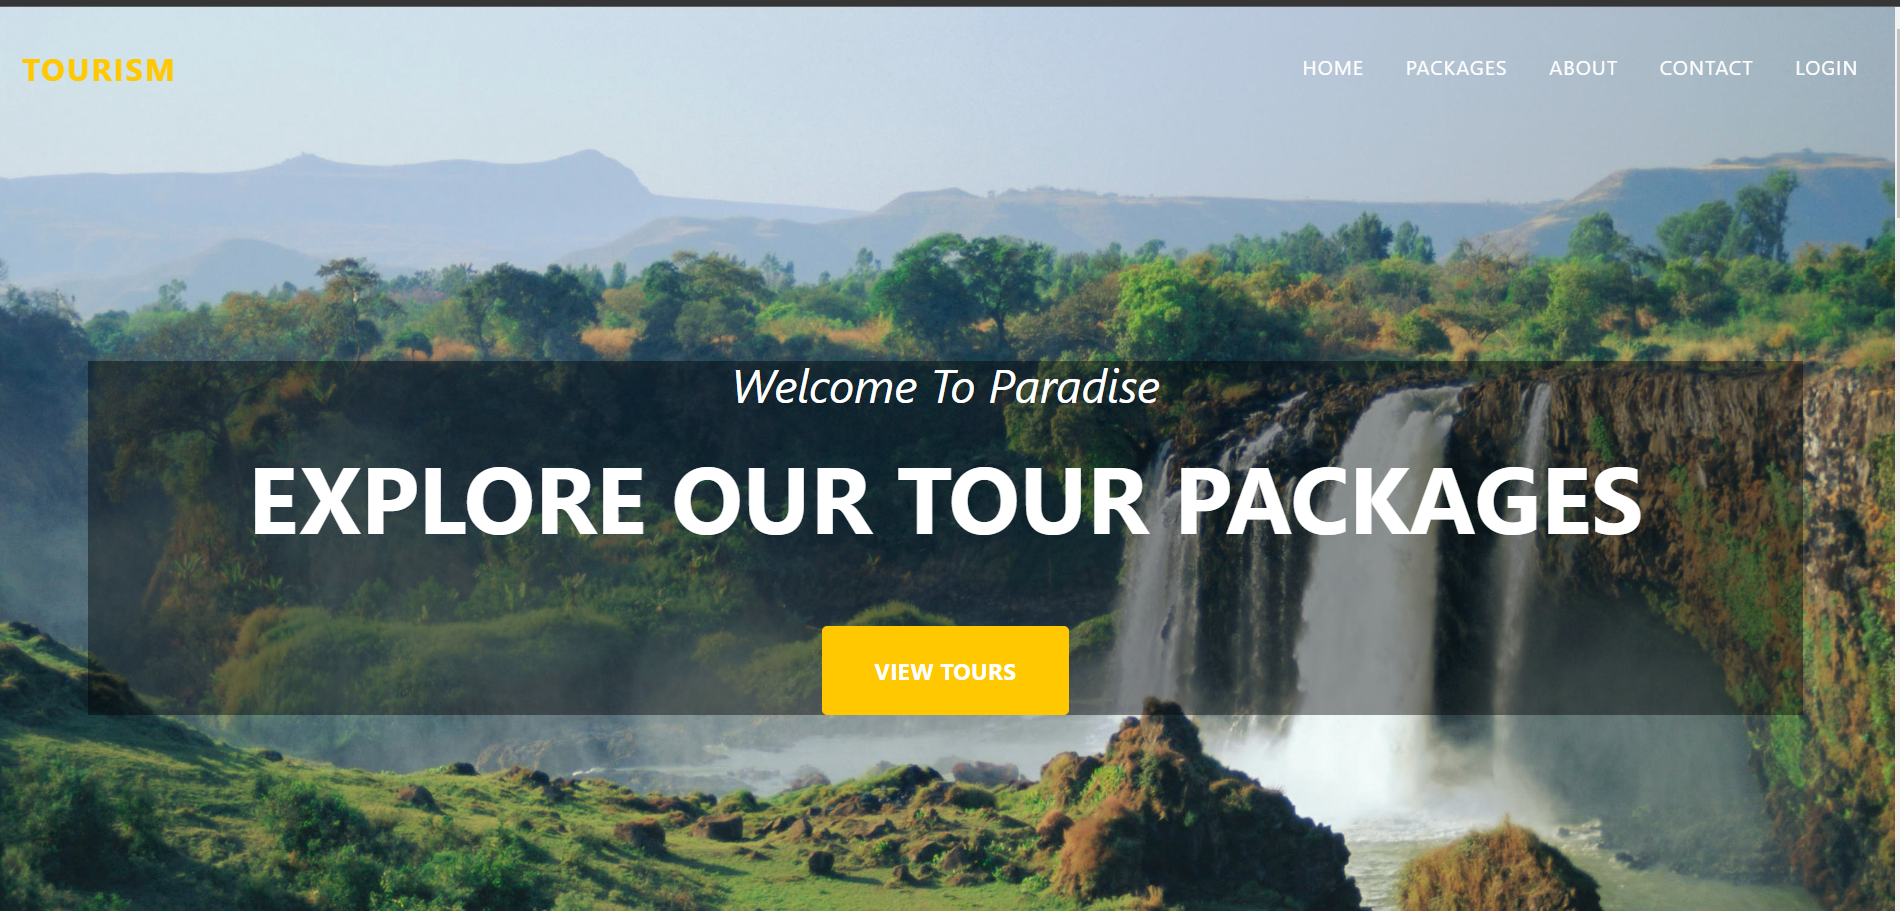 TOURISM
HOME PACKAGES ABOUT CONTACT LOGIN
Welcome To Paradise
EXPLORE OUR TOUR PACKAGES
VIEW TOURS